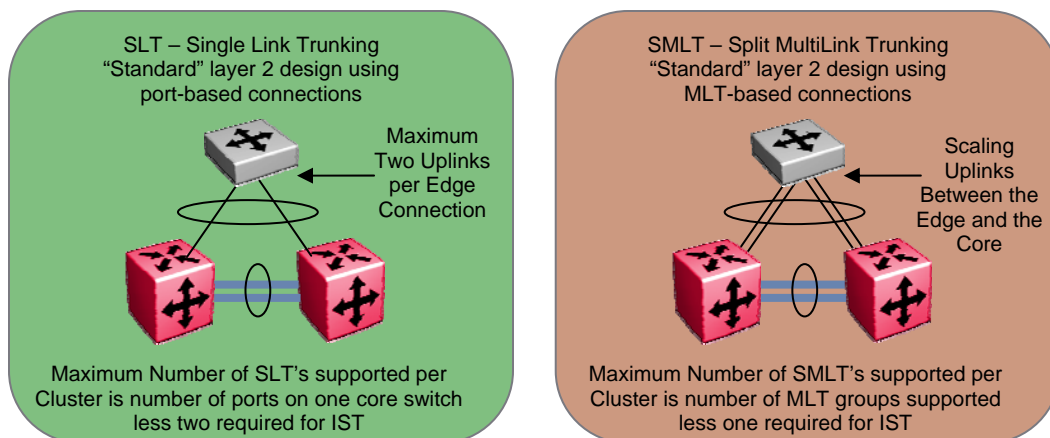 SLT – Single Link Trunking
“Standard” layer 2 design using
port-based connections
Maximum
Two Uplinks
per Edge
Connection
Maximum Number of SLT's supported per
Cluster is number of ports on one core switch
less two required for IST
SMLT – Split MultiLink Trunking
“Standard” layer 2 design using
MLT-based connections
Scaling
Uplinks
Between the
Edge and the
Core
Maximum Number of SMLT's supported per
Cluster is number of MLT groups supported
less one required for IST